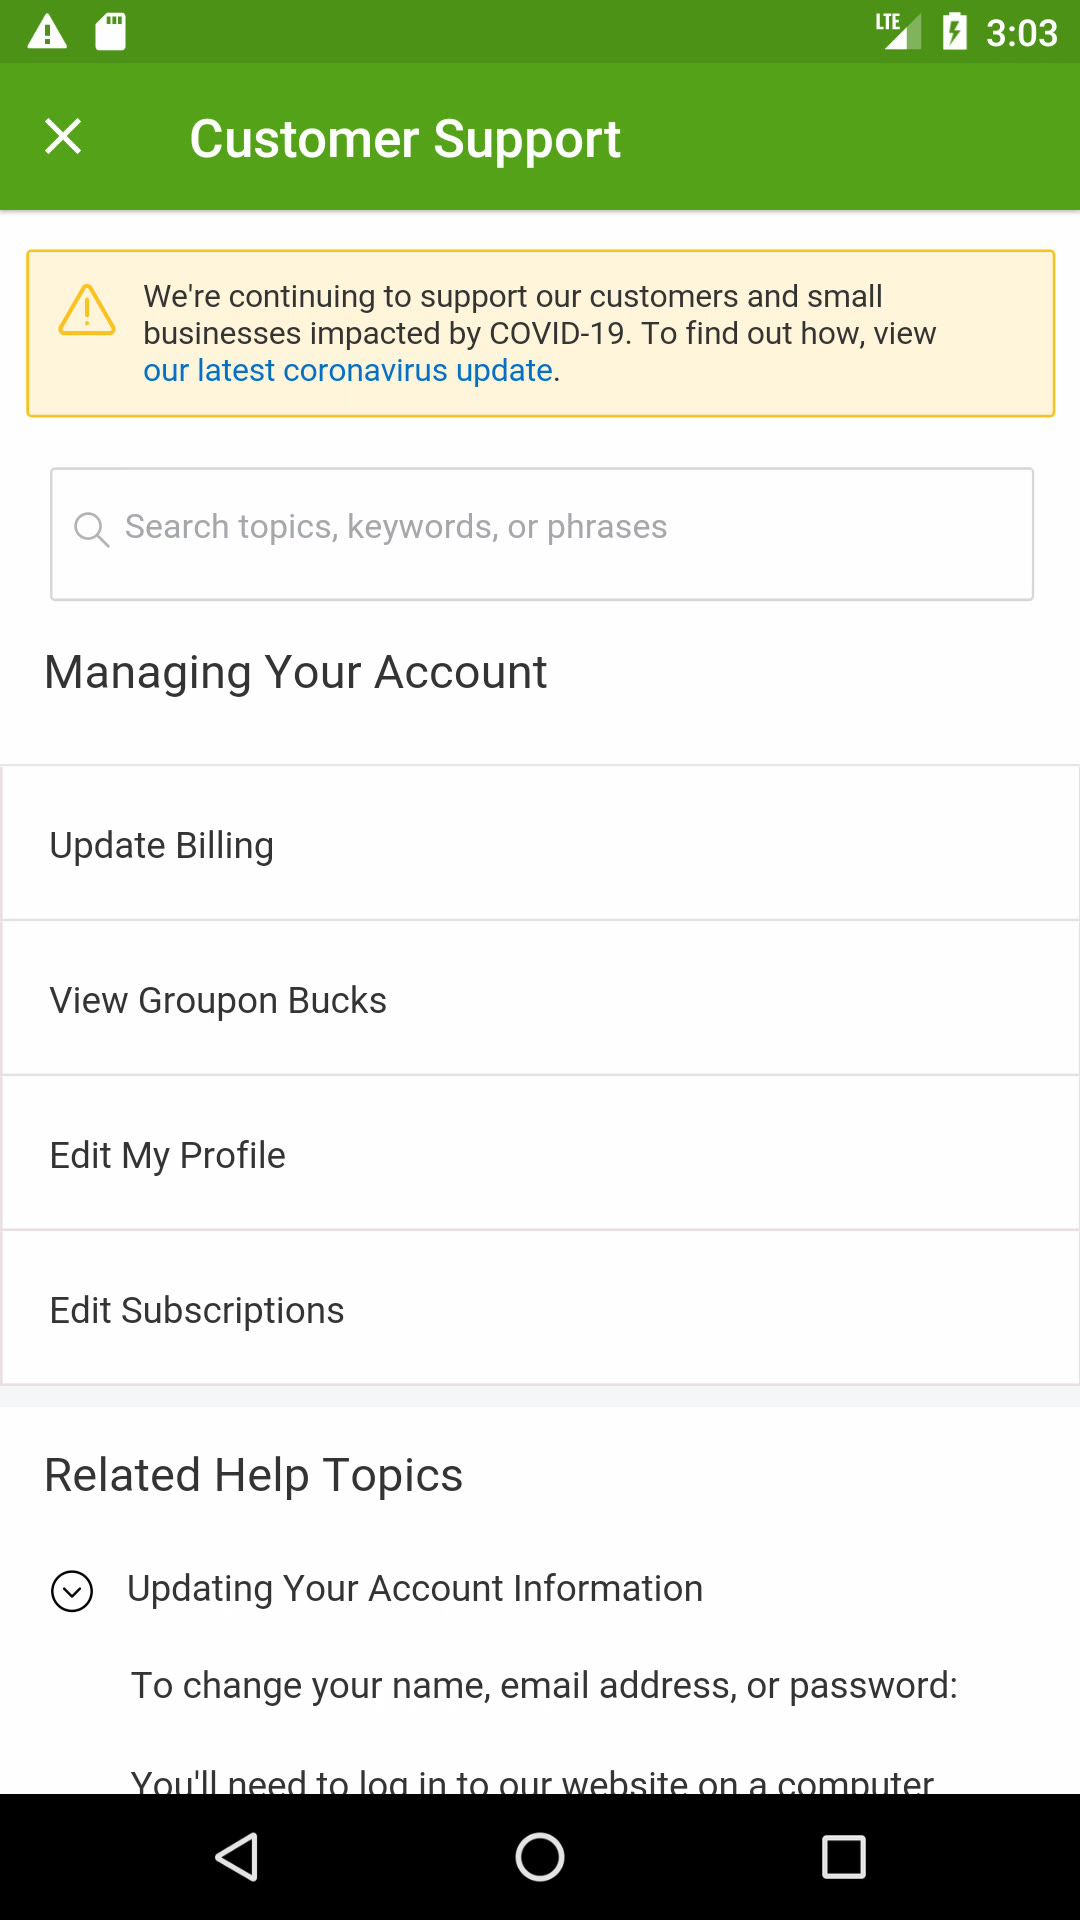 LTE 3:03
Customer Support
We're continuing to support our customers and small
businesses impacted by COVID-19. To find out how, view
our latest coronavirus update.
Search topics, keywords, or phrases
Managing Your Account
Update Billing
View Groupon Bucks
Edit My Profile
Edit Subscriptions
Related Help Topics
Updating Your Account Information
To change your name, email address, or password:
You'll need to log in to our website on a computer